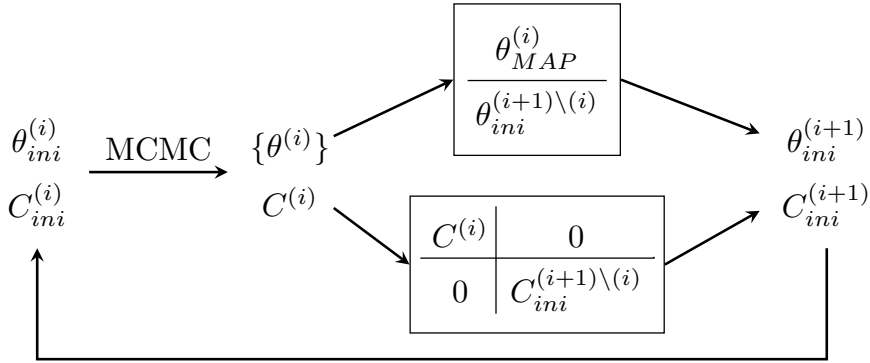 θ_{ini}^{(i)}
C_{ini}^{(i)}
MCMC
{θ^{(i)}}
C^{(i)}
θ_{MAP}^{(i)}
θ_{ini}^{(i+1)\(i)}
C^{(i)} 0
0 C_{ini}^{(i+1)\(i)}
θ_{ini}^{(i+1)}
C_{ini}^{(i+1)}